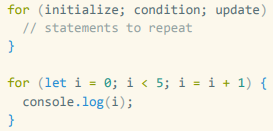 for (initialize; condition; update)
  // statements to repeat
}

for (let i = 0; i < 5; i = i + 1) {
  console.log(i);
}